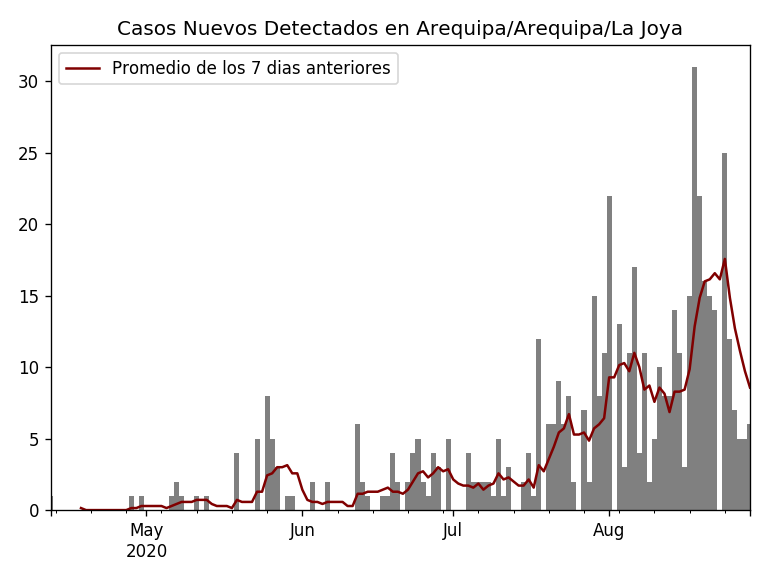 Casos Nuevos Detectados en Arequipa/Arequipa/La Joya
Promedio de los 7 dias anteriores
30
25
20
15
10
5
0
May
2020
Jun
Jul
Aug